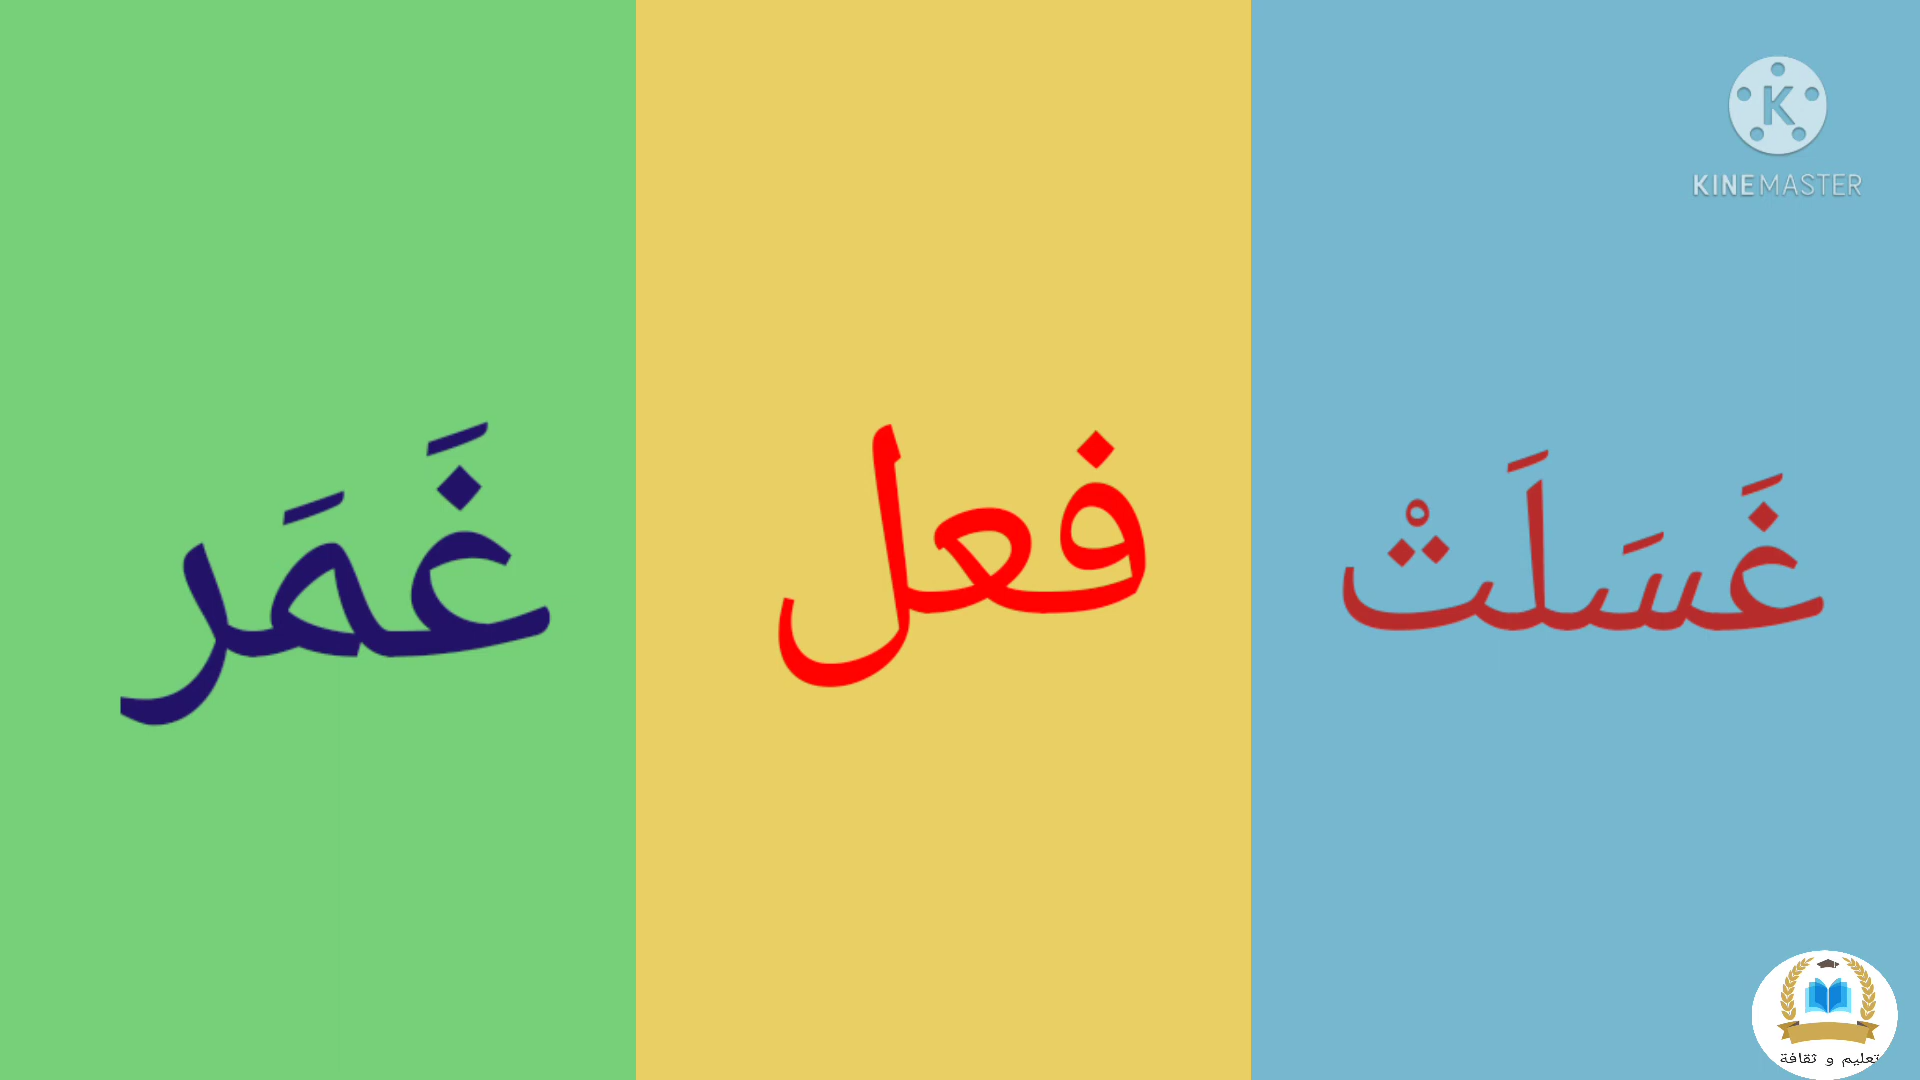 غَسَلَتْ
فعل
غَمَر
K
KINEMASTER
تعليم و ثقافة